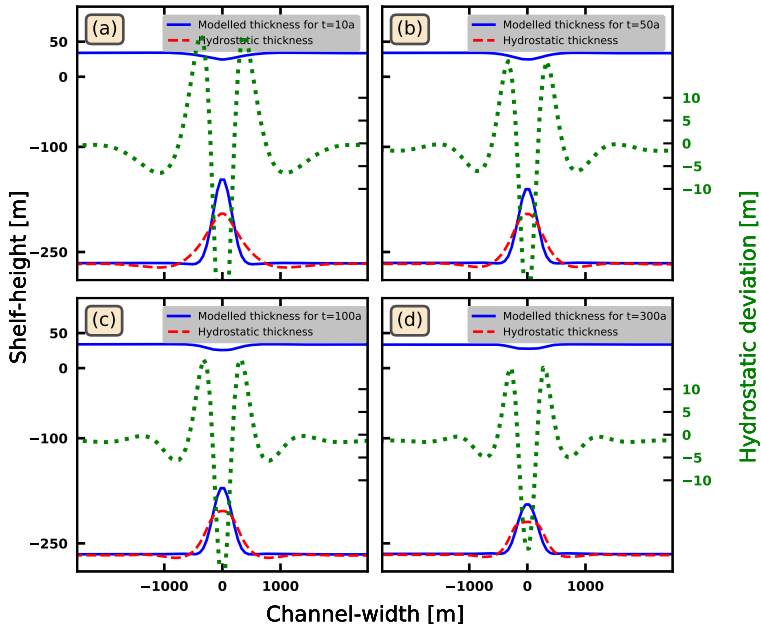 (a)
Modelled thickness for t=10a
Hydrostatic thickness
(b)
Modelled thickness for t=50a
Hydrostatic thickness
50
0
−100
−250
10
5
0
−5
−10
(c)
Modelled thickness for t=100a
Hydrostatic thickness
(d)
Modelled thickness for t=300a
Hydrostatic thickness
50
0
−100
−250
10
5
0
−5
−10
−1000
0
1000
−1000
0
1000
Shelf-height [m]
Channel-width [m]
Hydrostatic deviation [m]